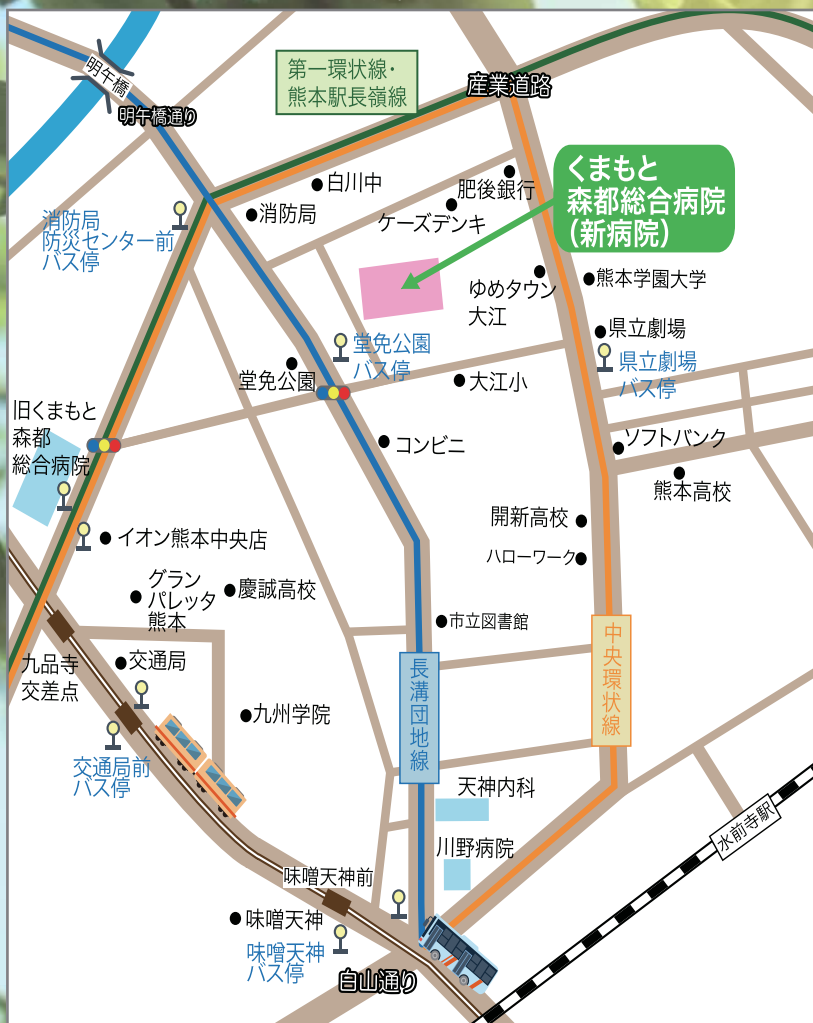 明午橋
明午橋通り
第一環状線・
熊本駅長嶺線
産業道路
くまもと
森都総合病院
(新病院)
白川中
消防局
肥後銀行
ケーズデンキ
消防局
防災センター前
バス停
ゆめタウン
大江
熊本学園大学
県立劇場
県立劇場
バス停
堂免公園
バス停
堂免公園
大江小
旧くまもと
森都
総合病院
コンビニ
ソフトバンク
熊本高校
開新高校
ハローワーク
イオン熊本中央店
グラン
パレッタ
熊本
慶誠高校
市立図書館
中央環状線
長溝団地線
九品寺
交差点
交通局
九州学院
交通局前
バス停
天神内科
川野病院
水前寺駅
味噌天神前
味噌天神
味噌天神
バス停
白山通り